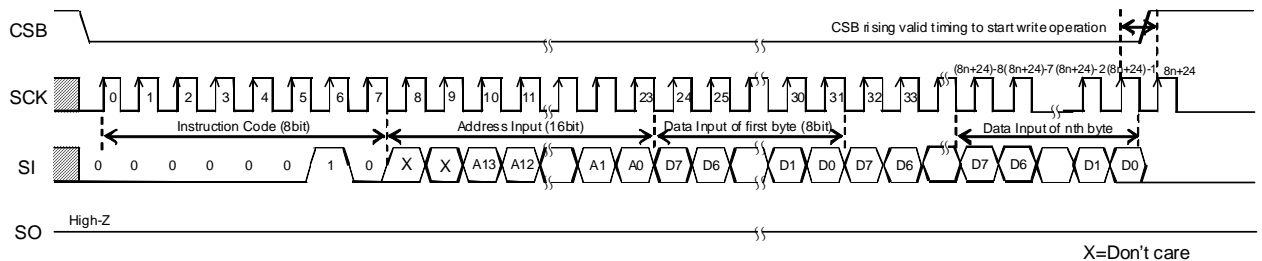 CSB
CSB rising valid timing to start write operation
(8n+24)-8 (8n+24)-7 (8n+24)-2 (8n+24)-1 8n+24
SCK
0 1 2 3 4 5 6 7 8 9 10 11 23 24 25 30 31 32 33
Instruction Code (8bit) Address Input (16bit) Data Input of first byte (8bit) Data Input of nth byte
SI
0 0 0 0 0 0 1 0 X X A13 A12 A1 A0 D7 D6 D1 D0 D7 D6 D7 D6 D1 D0
High-Z
SO
X=Don't care